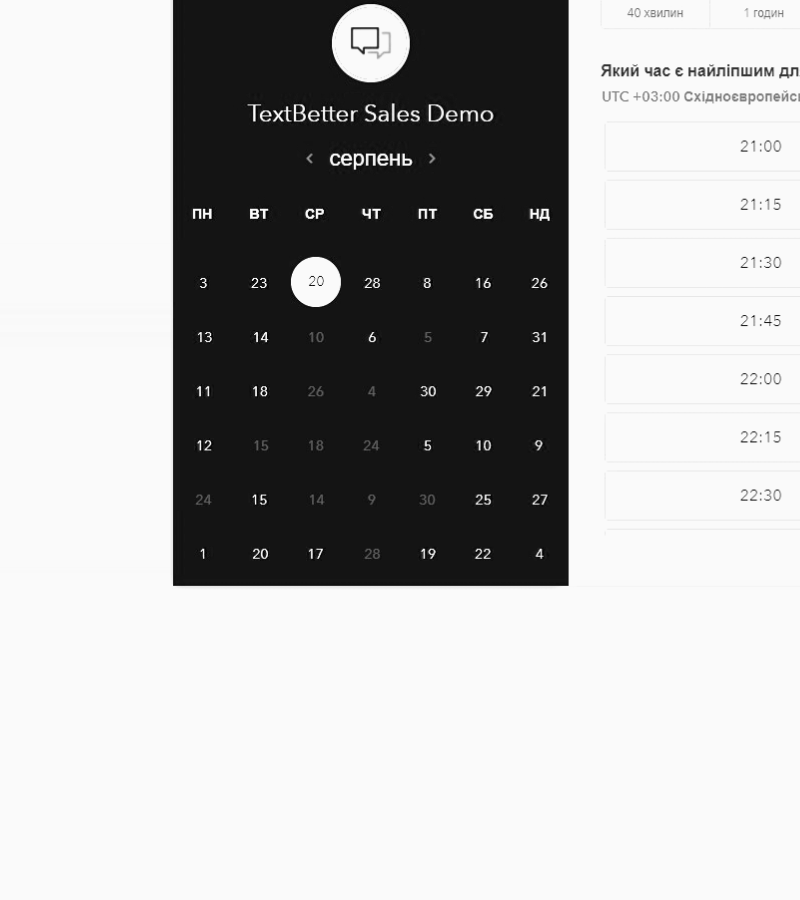 40 хвилин 1 годин
TextBetter Sales Demo
серпень
ПН ВТ СР ЧТ ПТ СБ НД
3 23 20 28 8 16 26
13 14 10 6 5 7 31
11 18 26 4 30 29 21
12 15 18 24 5 10 9
24 15 14 9 30 25 27
1 20 17 28 19 22 4
Який час є найліпшим
UTC +03:00
21:00
21:15
21:30
21:45
22:00
22:15
22:30